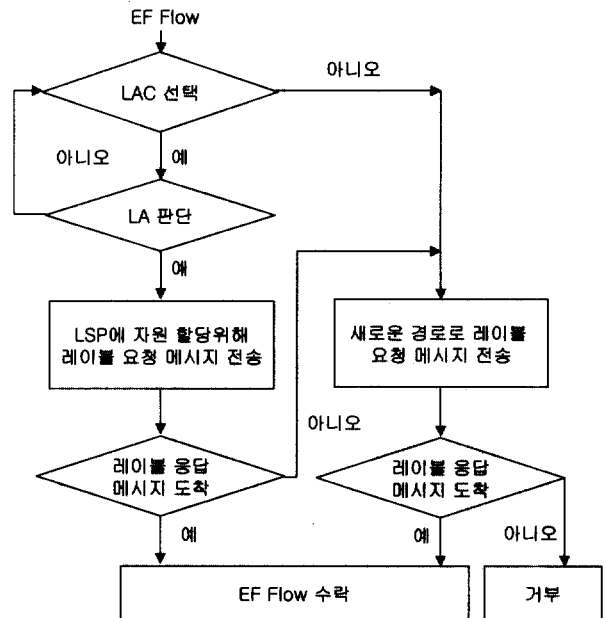 EF Flow
LAC 선택
아니오
아니오
예
LA 판단
예
LSP에 자원 할당위해
레이블 요청 메시지 전송
새로운 경로로 레이블
요청 메시지 전송
아니오
레이블 응답
메시지 도착
레이블 응답
메시지 도착
예
예
아니오
EF Flow 수락
거부